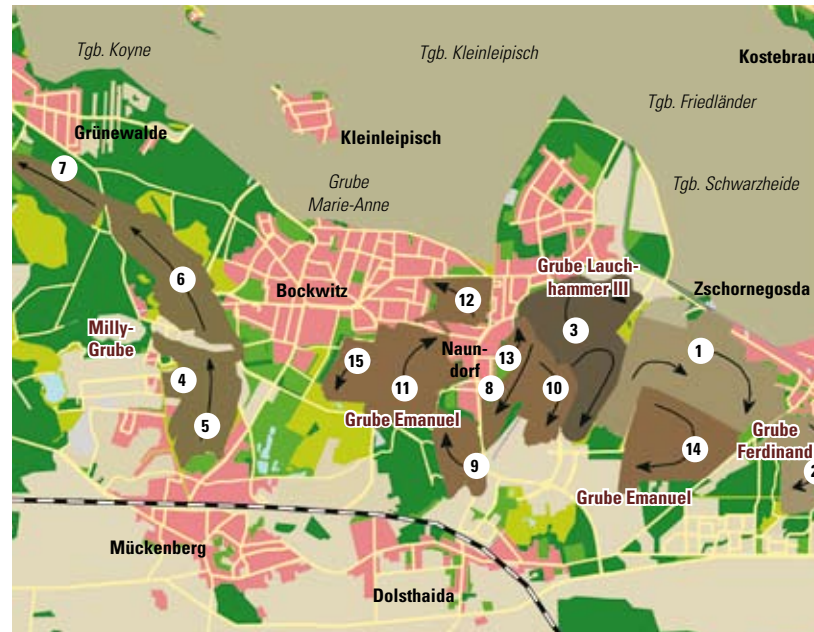 Tgb. Koyne
Tgb. Kleinleipisch
Kostebrau
Tgb. Friedländer
Grünewalde
Kleinleipisch
7
Grube
Marie-Anne
Tgb. Schwarzheide
6
Bockwitz
12
Grube Lauch-
hammer III
Zschornegosda
Milly-
Grube
3
1
15
Naun-
dorf
13
4
11
8
10
5
Grube Emanuel
14
Grube
Ferdinand
9
2
Grube Emanuel
Mückenberg
Dolsthaida